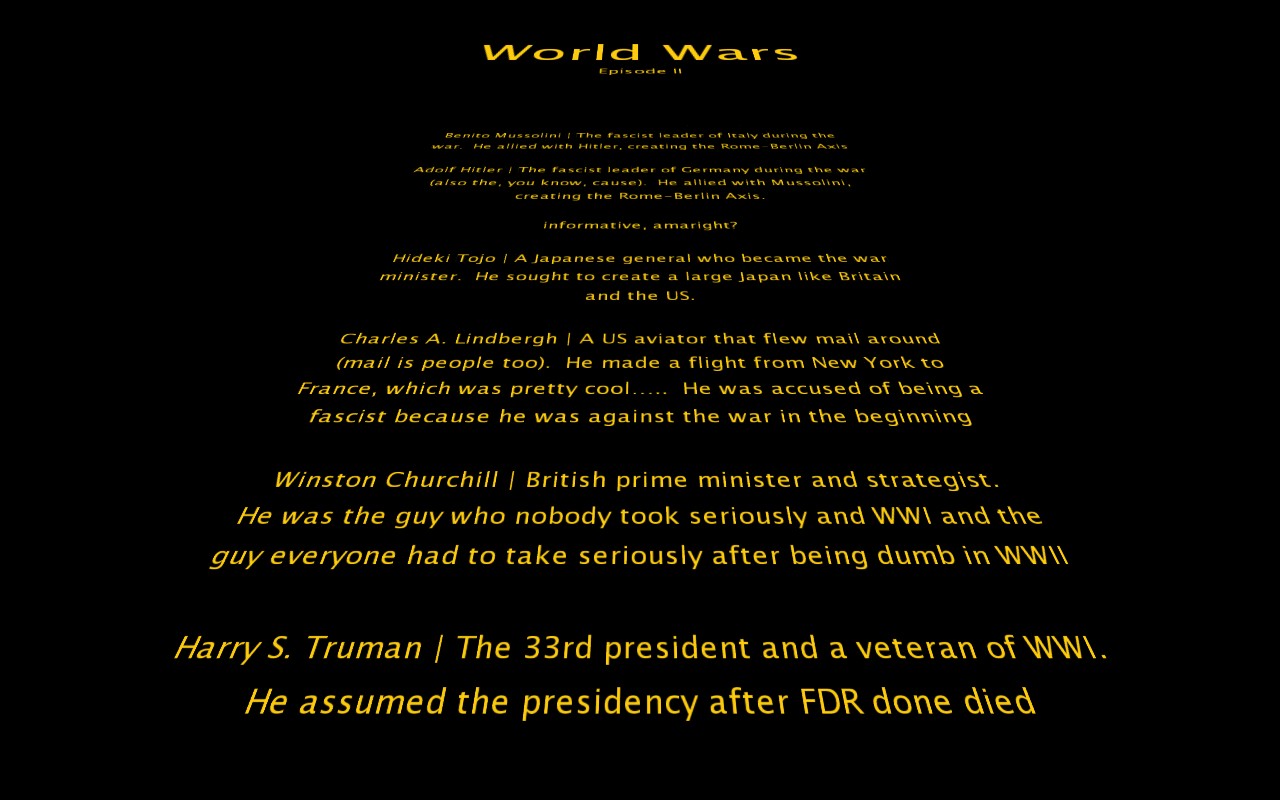 World Wars
Episode II
Benito Mussolini | The fascist leader of Italy during the
war.  He allied with Hitler, creating the Rome-Berlin Axis
Adolf Hitler | The fascist leader of Germany during the war
(also the, you know, cause).  He allied with Mussolini,
creating the Rome-Berlin Axis.
informative, amaright?
Hideki Tojo | A Japanese general who became the war
minister.  He sought to create a large Japan like Britain
and the US.
Charles A. Lindbergh | A US aviator that flew mail around
(mail is people too).  He made a flight from New York to
France, which was pretty cool.....  He was accused of being a
fascist because he was against the war in the beginning
Winston Churchill | British prime minister and strategist.
He was the guy who nobody took seriously and WWI and the
guy everyone had to take seriously after being dumb in WWII
Harry S. Truman | The 33rd president and a veteran of WWI.
He assumed the presidency after FDR done died